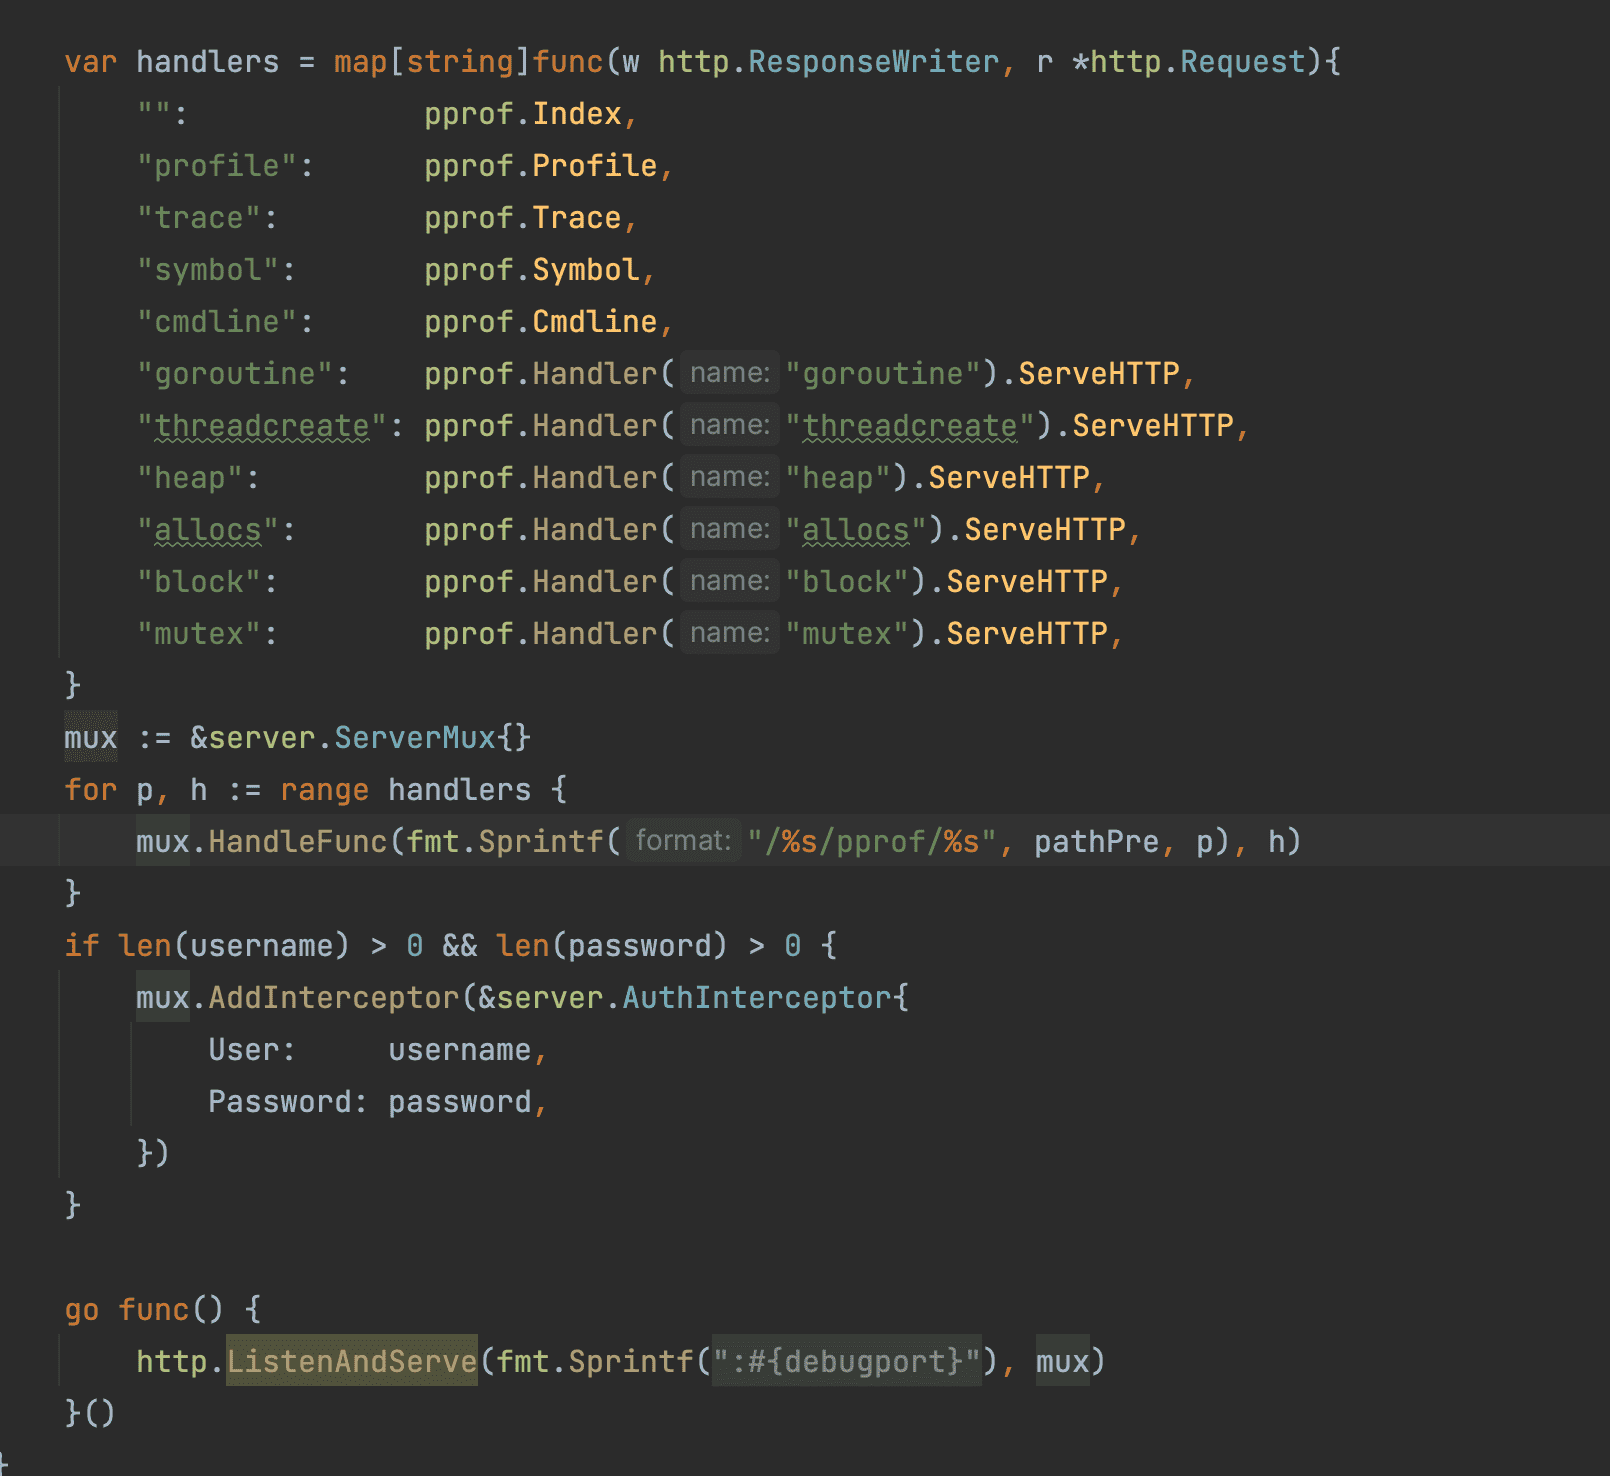 var handlers = map[string]func(w http.ResponseWriter, r *http.Request){
"": pprof.Index,
"profile": pprof.Profile,
"trace": pprof.Trace,
"symbol": pprof.Symbol,
"cmdline": pprof.Cmdline,
"goroutine": pprof.Handler( name: "goroutine").ServeHTTP,
"threadcreate": pprof.Handler( name: "threadcreate").ServeHTTP,
"heap": pprof.Handler( name: "heap").ServeHTTP,
"allocs": pprof.Handler( name: "allocs").ServeHTTP,
"block": pprof.Handler( name: "block").ServeHTTP,
"mutex": pprof.Handler( name: "mutex").ServeHTTP,
}
mux := &server.ServerMux{}
for p, h := range handlers {
mux.HandleFunc(fmt.Sprintf( format: "/%s/pprof/%s", pathPre, p), h)
}
if len(username) > 0 && len(password) > 0 {
mux.AddInterceptor(&server.AuthInterceptor{
User: username,
Password: password,
})
}
go func() {
http.ListenAndServe(fmt.Sprintf(":#{debugport}"), mux)
}()
}